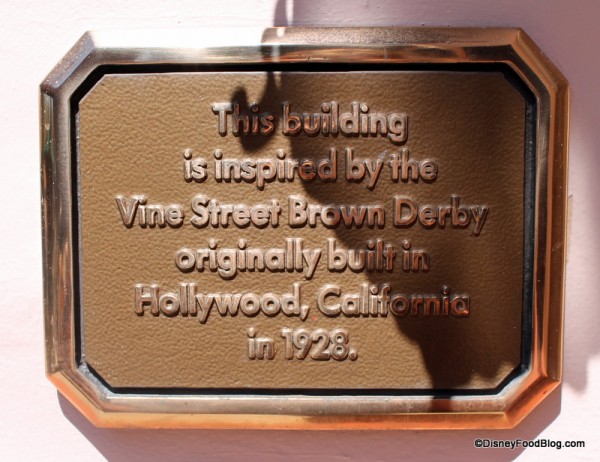 This building
is inspired by the
Vine Street Brown Derby
originally built in
Hollywood, California
in 1928.
©DisneyFoodBlog.com